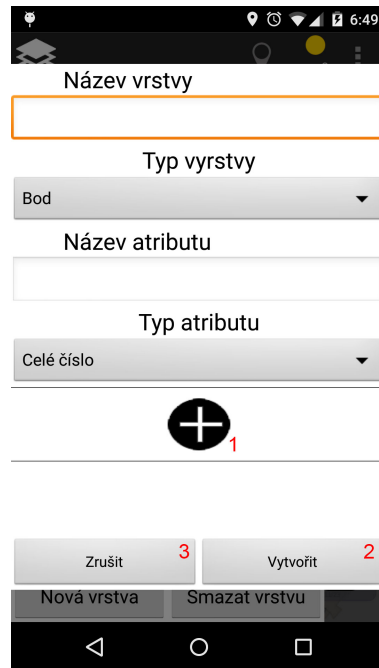 6:49
Název vrstvy
Typ vyrstvy
Bod
Název atributu
Typ atributu
Celé číslo
1
Zrušit 3 Vytvořit 2
Nová vrstva Smazat vrstvu